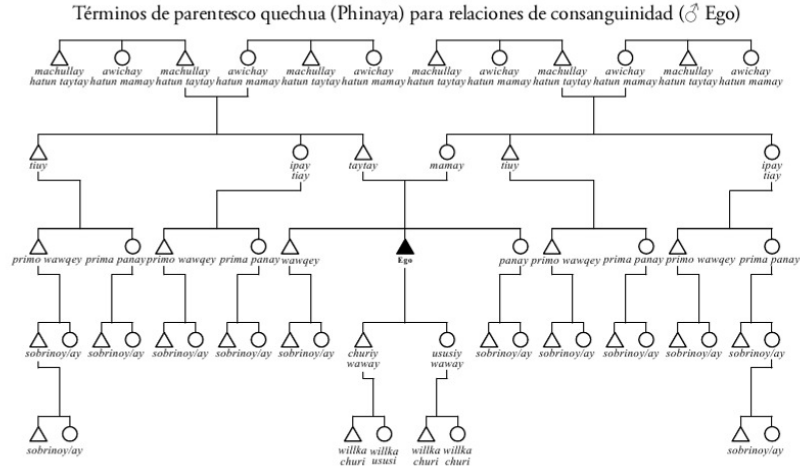 Términos de parentesco quechua (Phinaya) para relaciones de consanguinidad (♂ Ego)
machullay awichay machullay awichay machullay awichay machullay awichay machullay awichay machullay awichay
hatun taytay hatun mamay hatun taytay hatun mamay hatun taytay hatun mamay hatun taytay hatun mamay hatun taytay hatun mamay hatun taytay hatun mamay
tiuy ipay taytay mamay tiuy ipay
tiay tiay
primo wawqey prima panay primo wawqey prima panay wawqey Ego panay primo wawqey prima panay primo wawqey prima panay
sobrinoy/ay sobrinoy/ay sobrinoy/ay sobrinoy/ay sobrinoy/ay churiy ususiy sobrinoy/ay sobrinoy/ay sobrinoy/ay sobrinoy/ay sobrinoy/ay
waway waway
sobrinoy/ay willka willka willka willka sobrinoy/ay
churi ususi churi churi